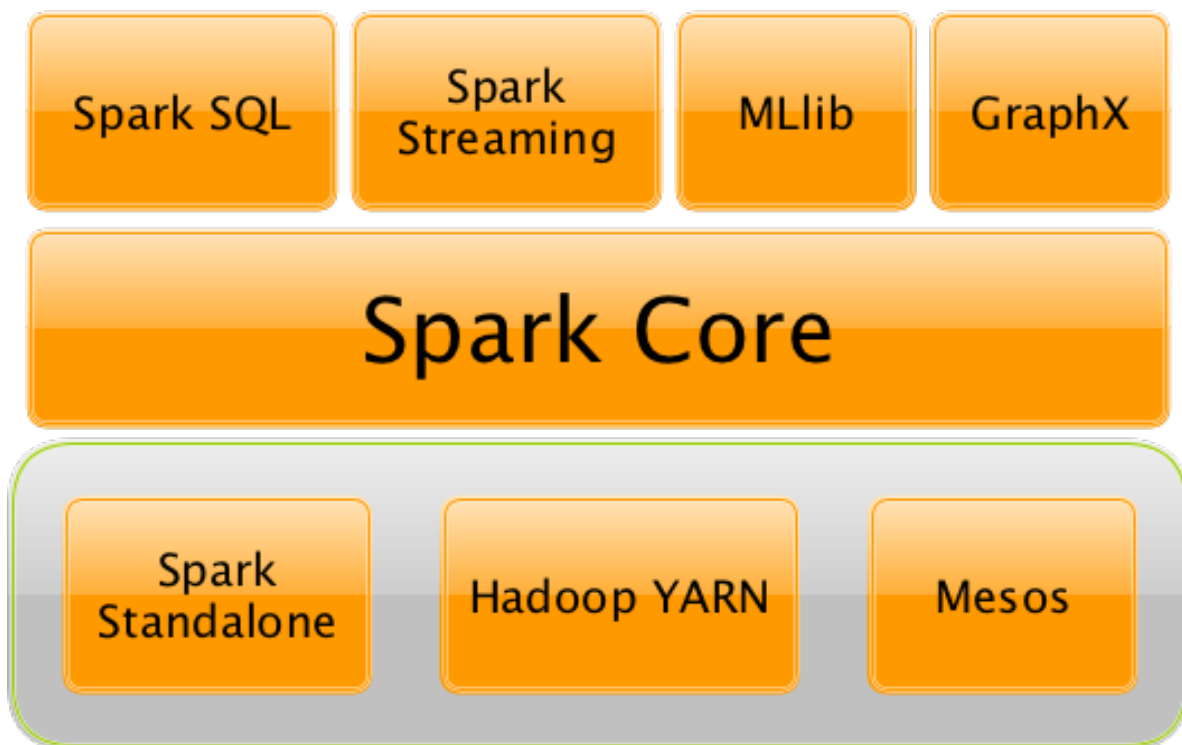 Spark SQL
Spark
Streaming
MLlib
GraphX
Spark Core
Spark
Standalone
Hadoop YARN
Mesos